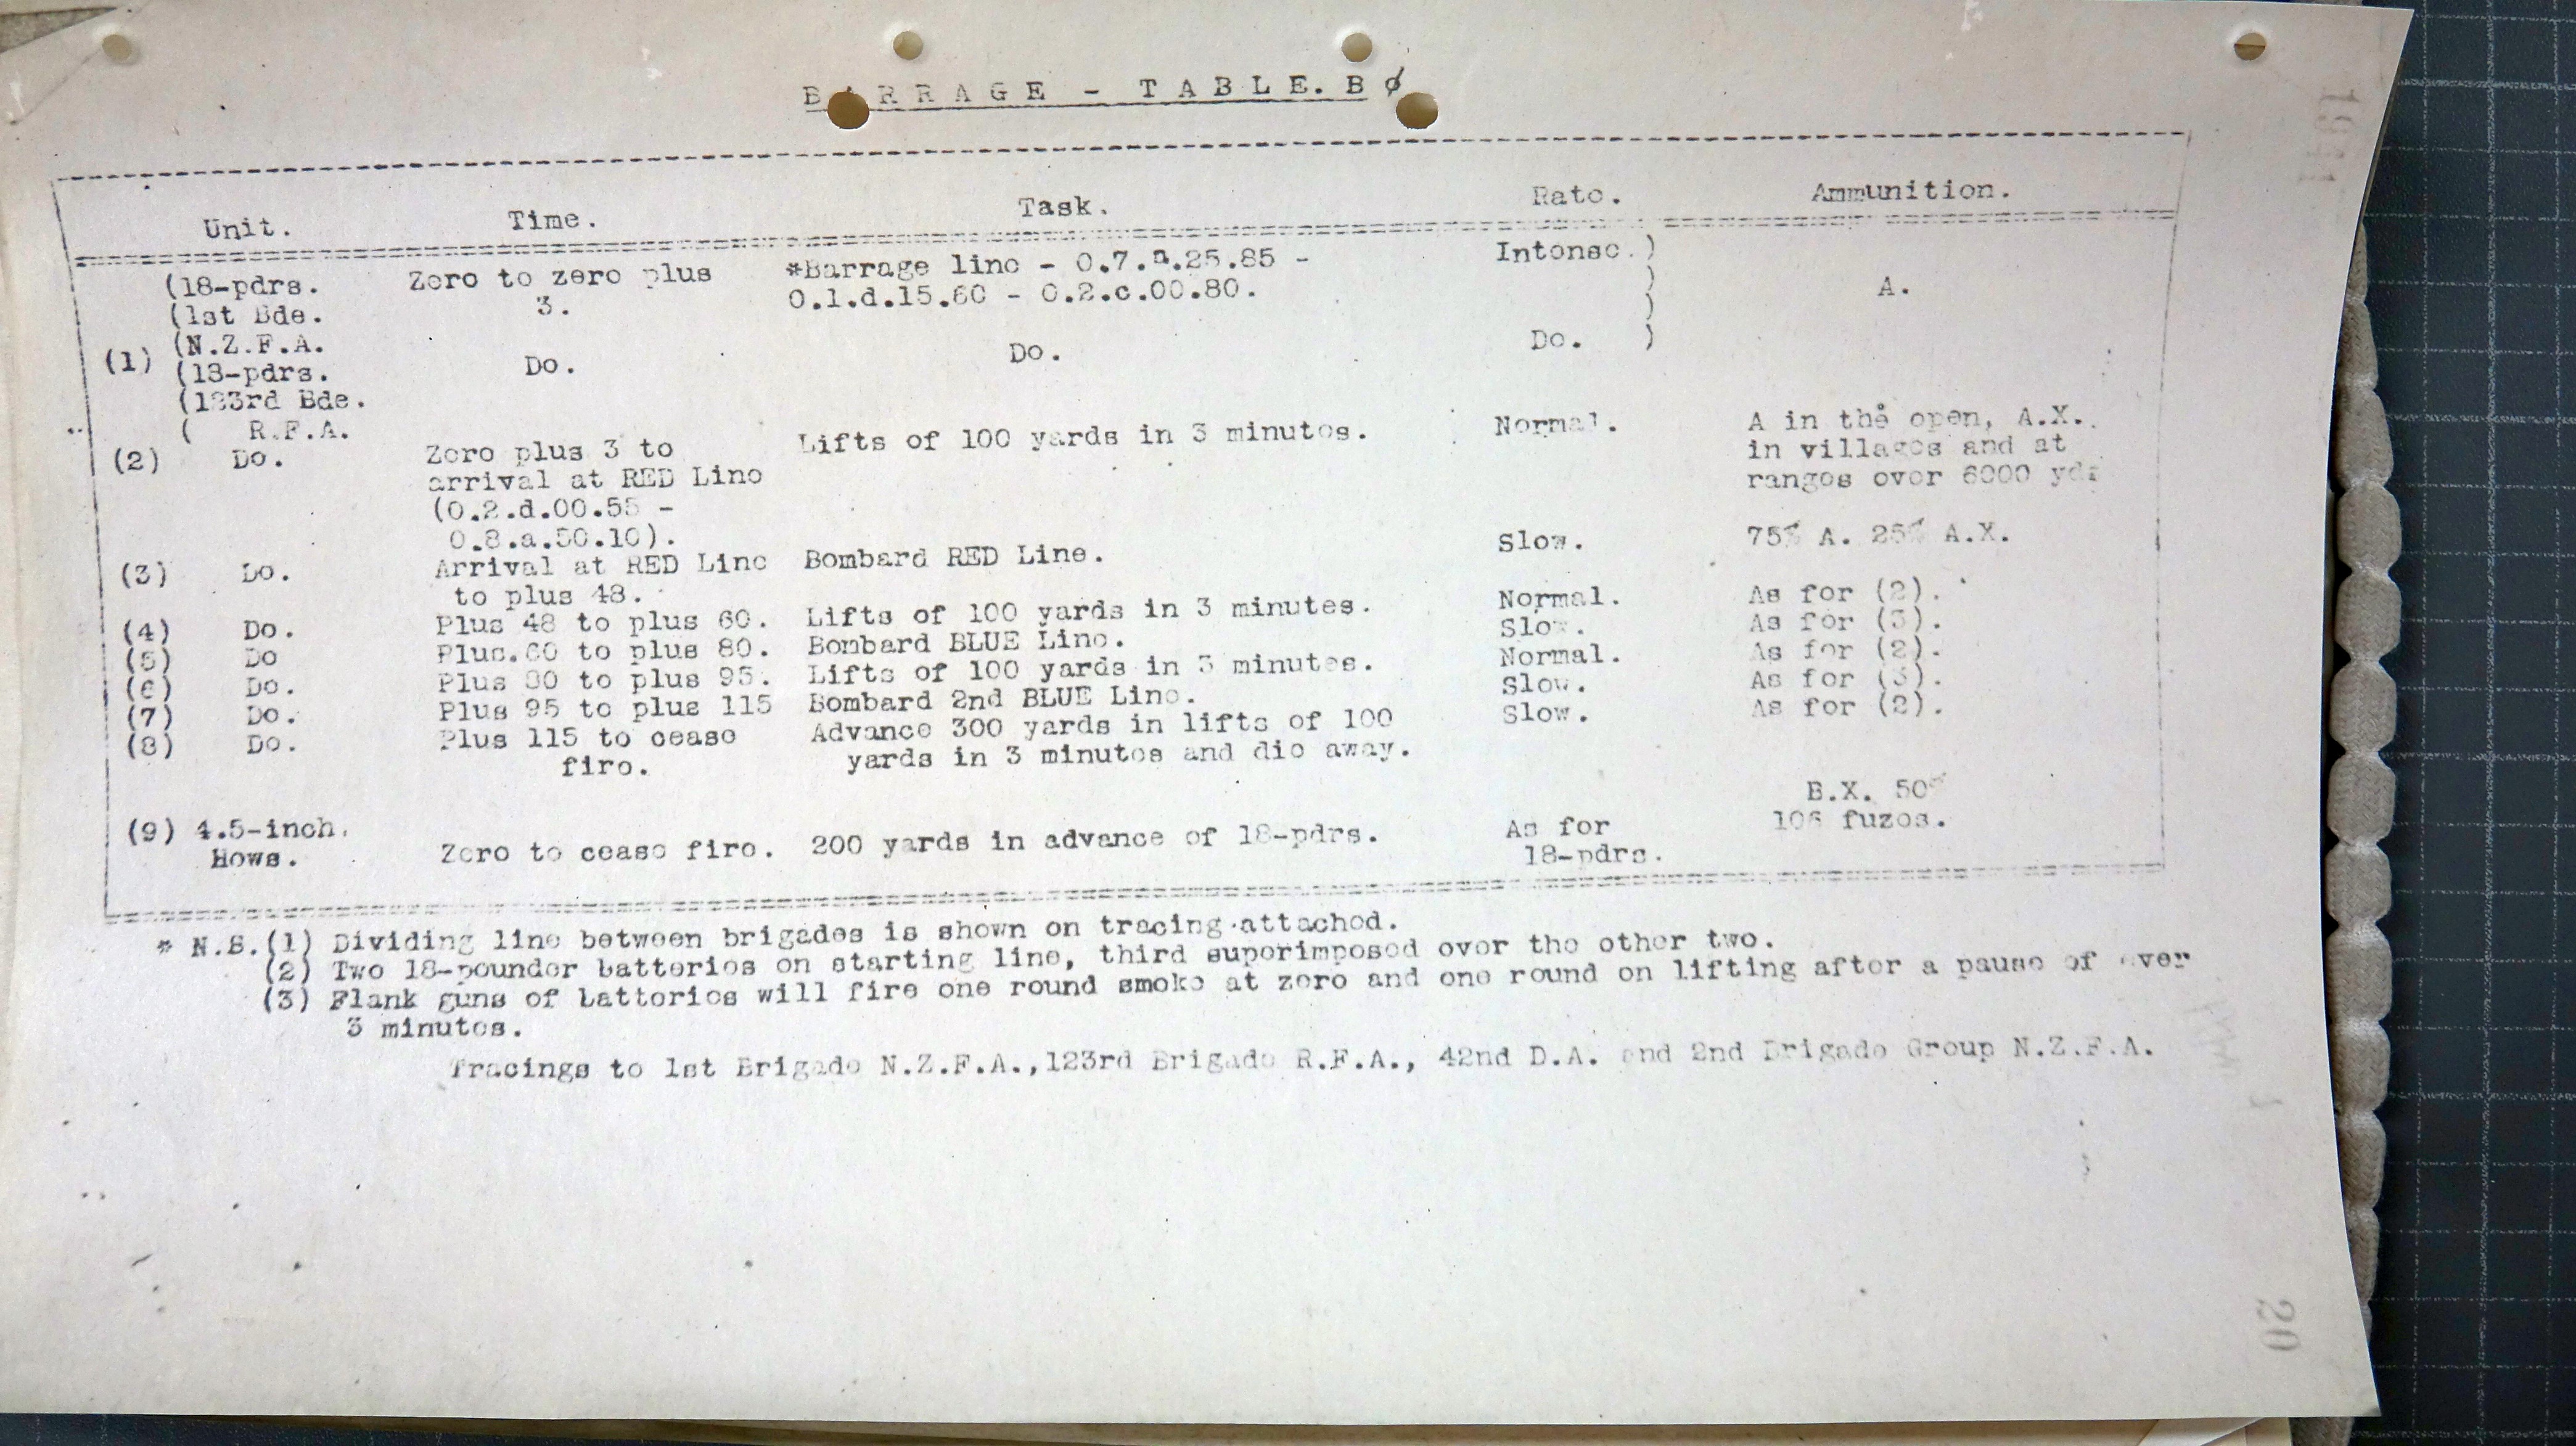 BARRAGE - TABLE. B
Unit. Time. Task. Rate. Ammunition.
(1) (18-pdrs. (1st Bde. (N.Z.F.A. Zero to zero plus 3. *Barrage line - O.7.a.25.85 - O.1.d.15.60 - O.2.c.00.80. Intense.) A.
(18-pdrs. (123rd Bde. ( R.F.A. Do. Do. Do. )
(2) Do. Zero plus 3 to arrival at RED Line (O.2.d.00.55 - O.8.a.50.10). Lifts of 100 yards in 3 minutes. Normal. A in the open, A.X. in villages and at ranges over 6000 yds
(3) Do. Arrival at RED Line to plus 48. Bombard RED Line. Slow. 75% A. 25% A.X.
(4) Do. Plus 48 to plus 60. Lifts of 100 yards in 3 minutes. Normal. As for (2).
(5) Do Plus.60 to plus 80. Bombard BLUE Line. Slow. As for (3).
(6) Do. Plus 80 to plus 95. Lifts of 100 yards in 3 minutes. Normal. As for (2).
(7) Do. Plus 95 to plus 115 Bombard 2nd BLUE Line. Slow. As for (3).
(8) Do. Plus 115 to cease fire. Advance 300 yards in lifts of 100 yards in 3 minutes and die away. Slow. As for (2).
(9) 4.5-inch. Hows. Zero to cease fire. 200 yards in advance of 18-pdrs. As for 18-pdrs. B.X. 50% 106 fuzes.
* N.B.(1) Dividing line between brigades is shown on tracing attached.
(2) Two 18-pounder batteries on starting line, third superimposed over the other two.
(3) Flank guns of batteries will fire one round smoke at zero and one round on lifting after a pause of over
3 minutes.
Tracings to 1st Brigade N.Z.F.A.,123rd Brigade R.F.A., 42nd D.A. and 2nd Brigade Group N.Z.F.A.
20